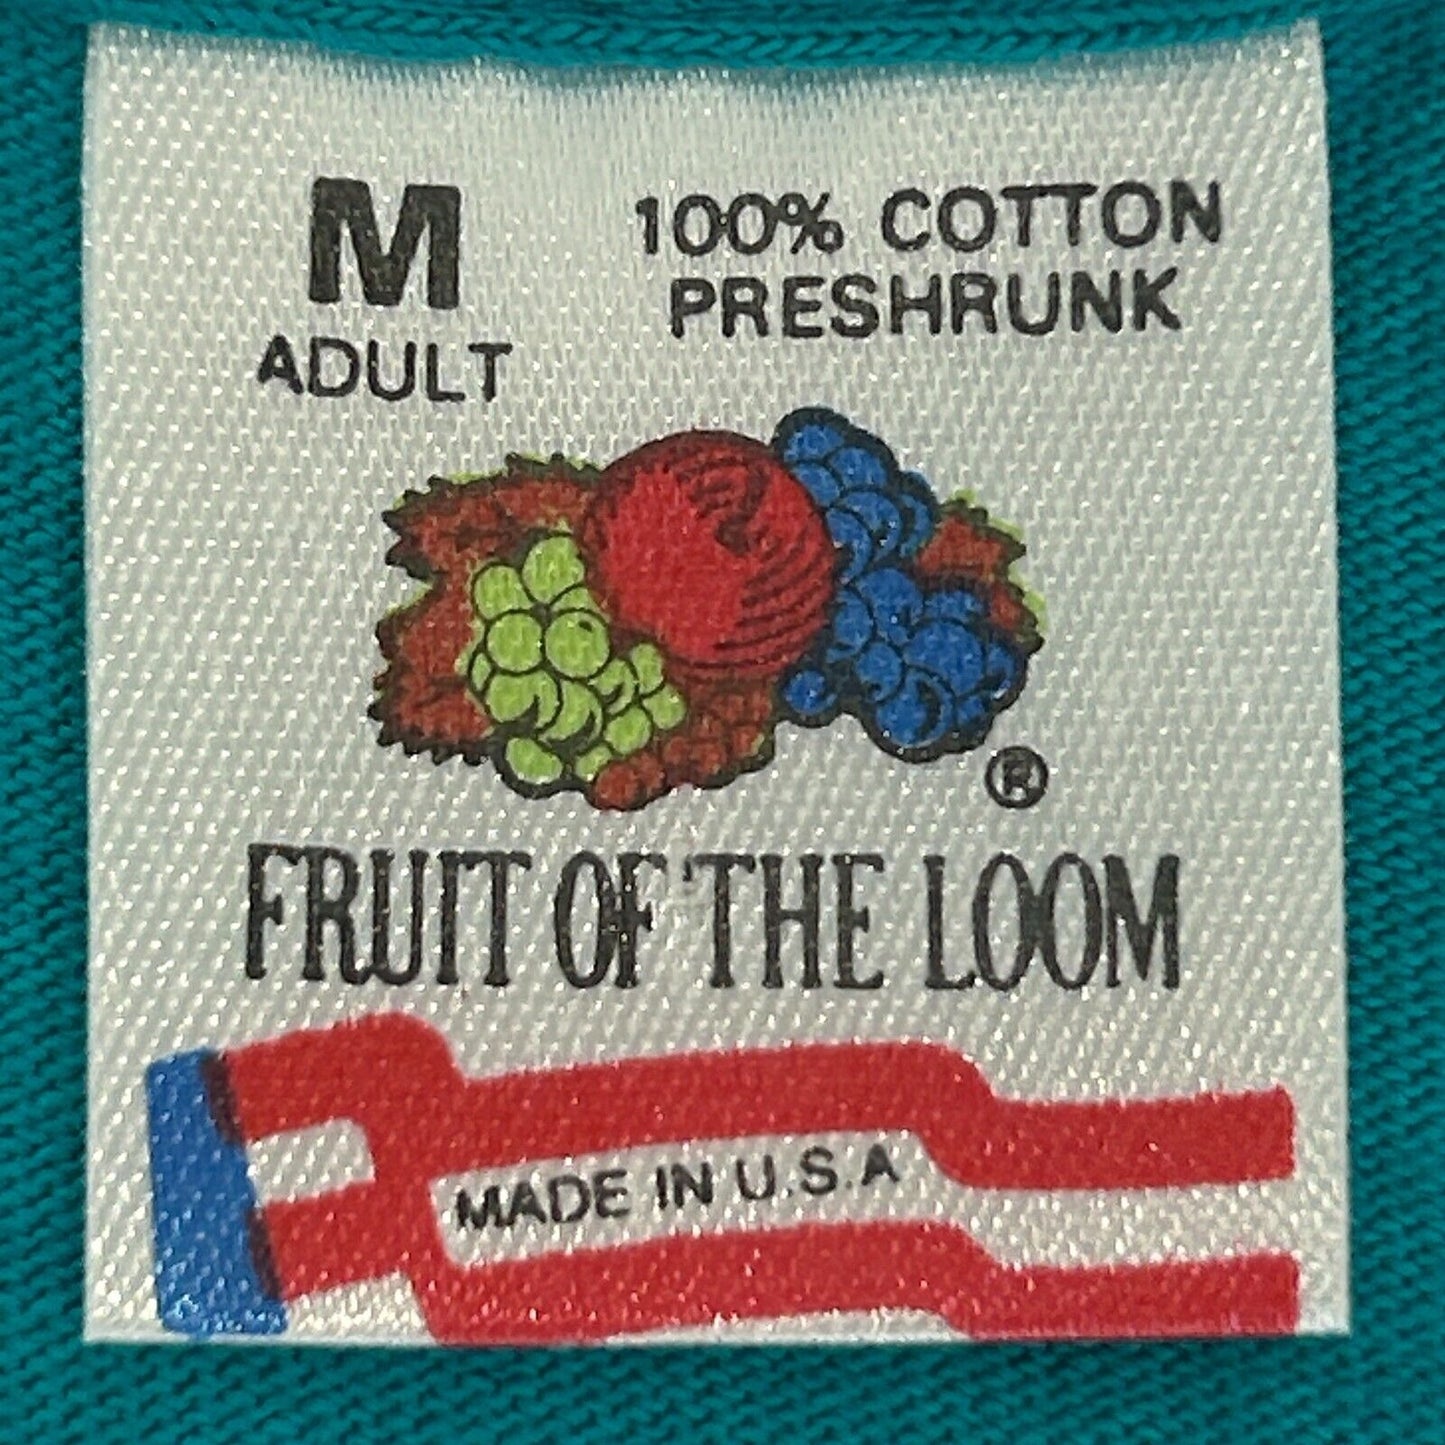 M
ADULT
100% COTTON
PRESHRUNK
®
FRUIT OF THE LOOM
MADE IN U.S.A